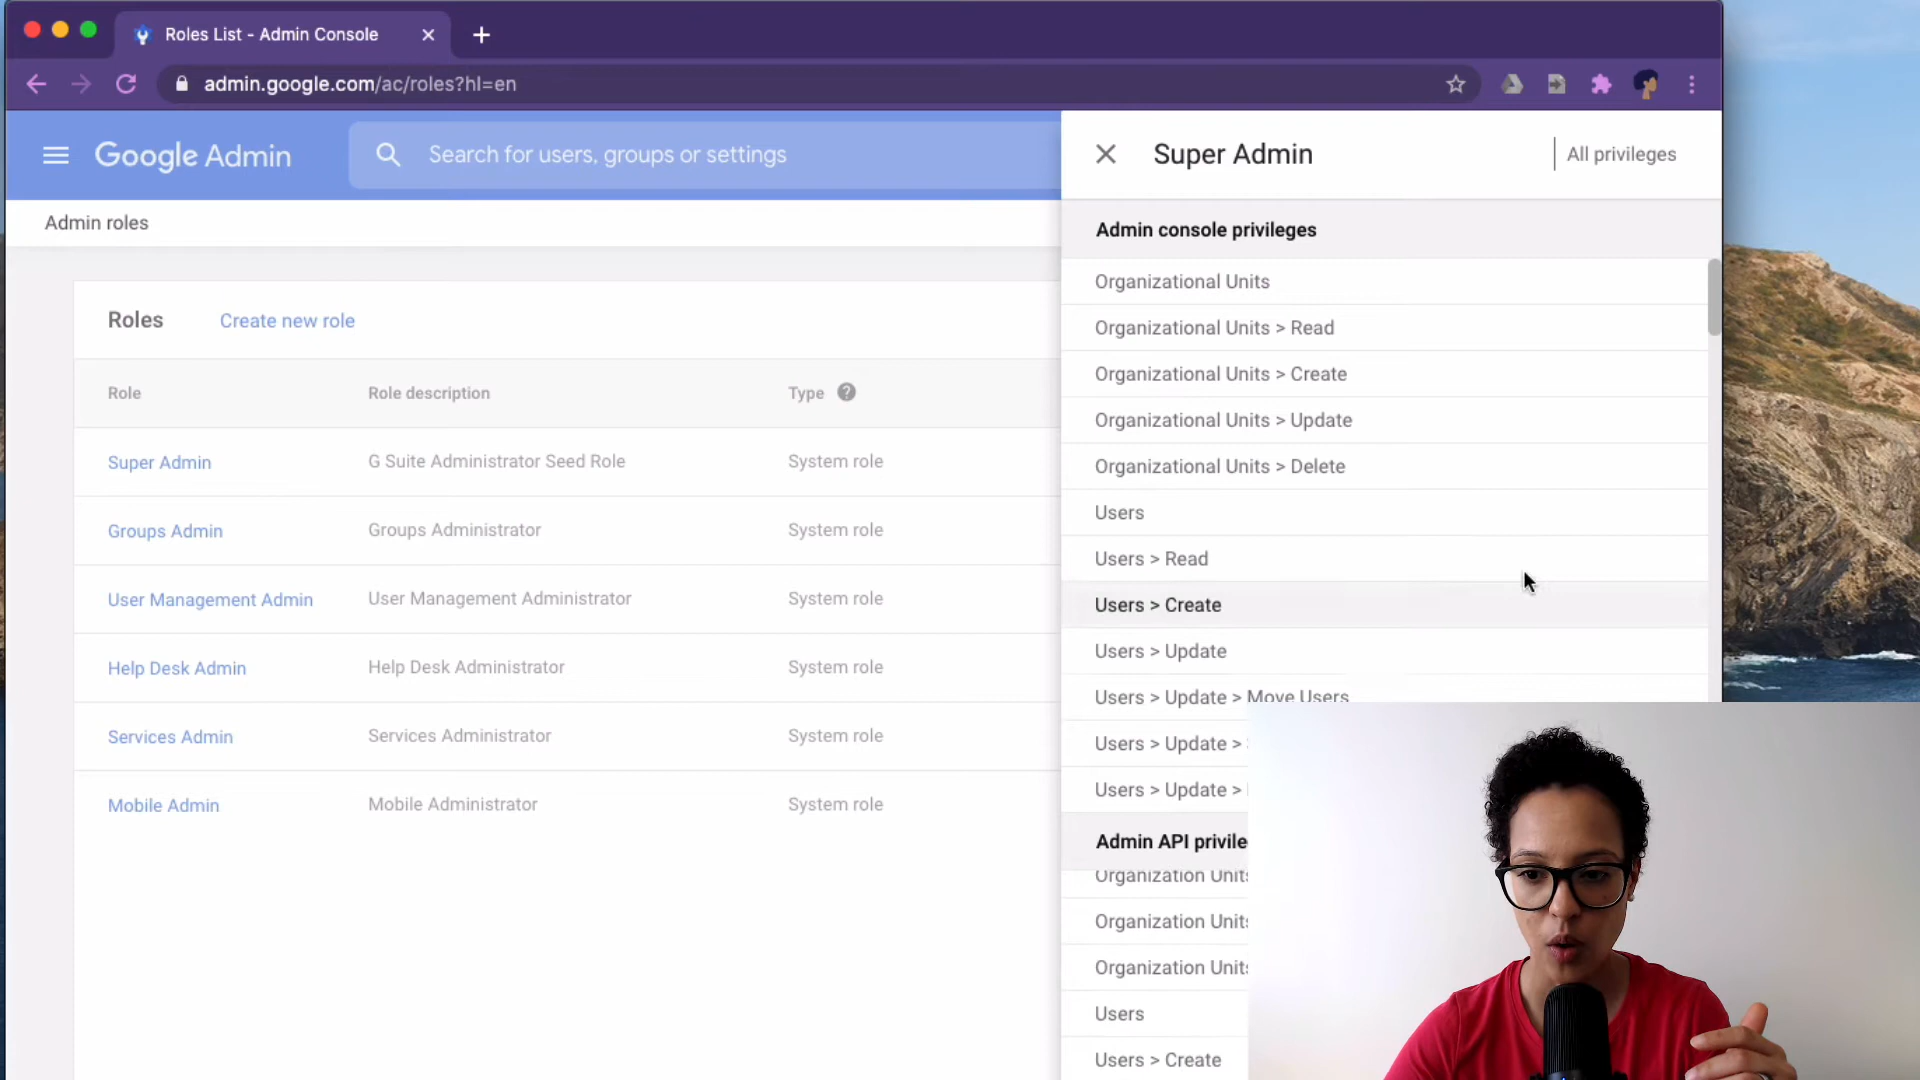 Roles List - Admin Console
admin.google.com/ac/roles?hl=en
Google Admin
Search for users, groups or settings
Admin roles
Roles
Create new role
Role
Role description
Type
Super Admin
G Suite Administrator Seed Role
System role
Groups Admin
Groups Administrator
System role
User Management Admin
User Management Administrator
System role
Help Desk Admin
Help Desk Administrator
System role
Services Admin
Services Administrator
System role
Mobile Admin
Mobile Administrator
System role
Super Admin
All privileges
Admin console privileges
Organizational Units
Organizational Units > Read
Organizational Units > Create
Organizational Units > Update
Organizational Units > Delete
Users
Users > Read
Users > Create
Users > Update
Users > Update > Move Users
Users > Update >
Users > Update >
Admin API
Organization
Organization
Organization
Users
Users > Create